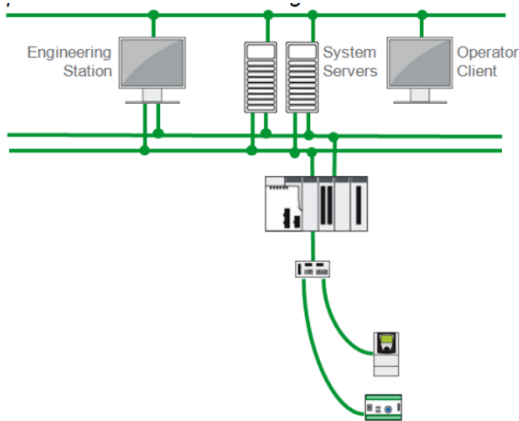 Engineering
Station
System
Servers
Operator
Client